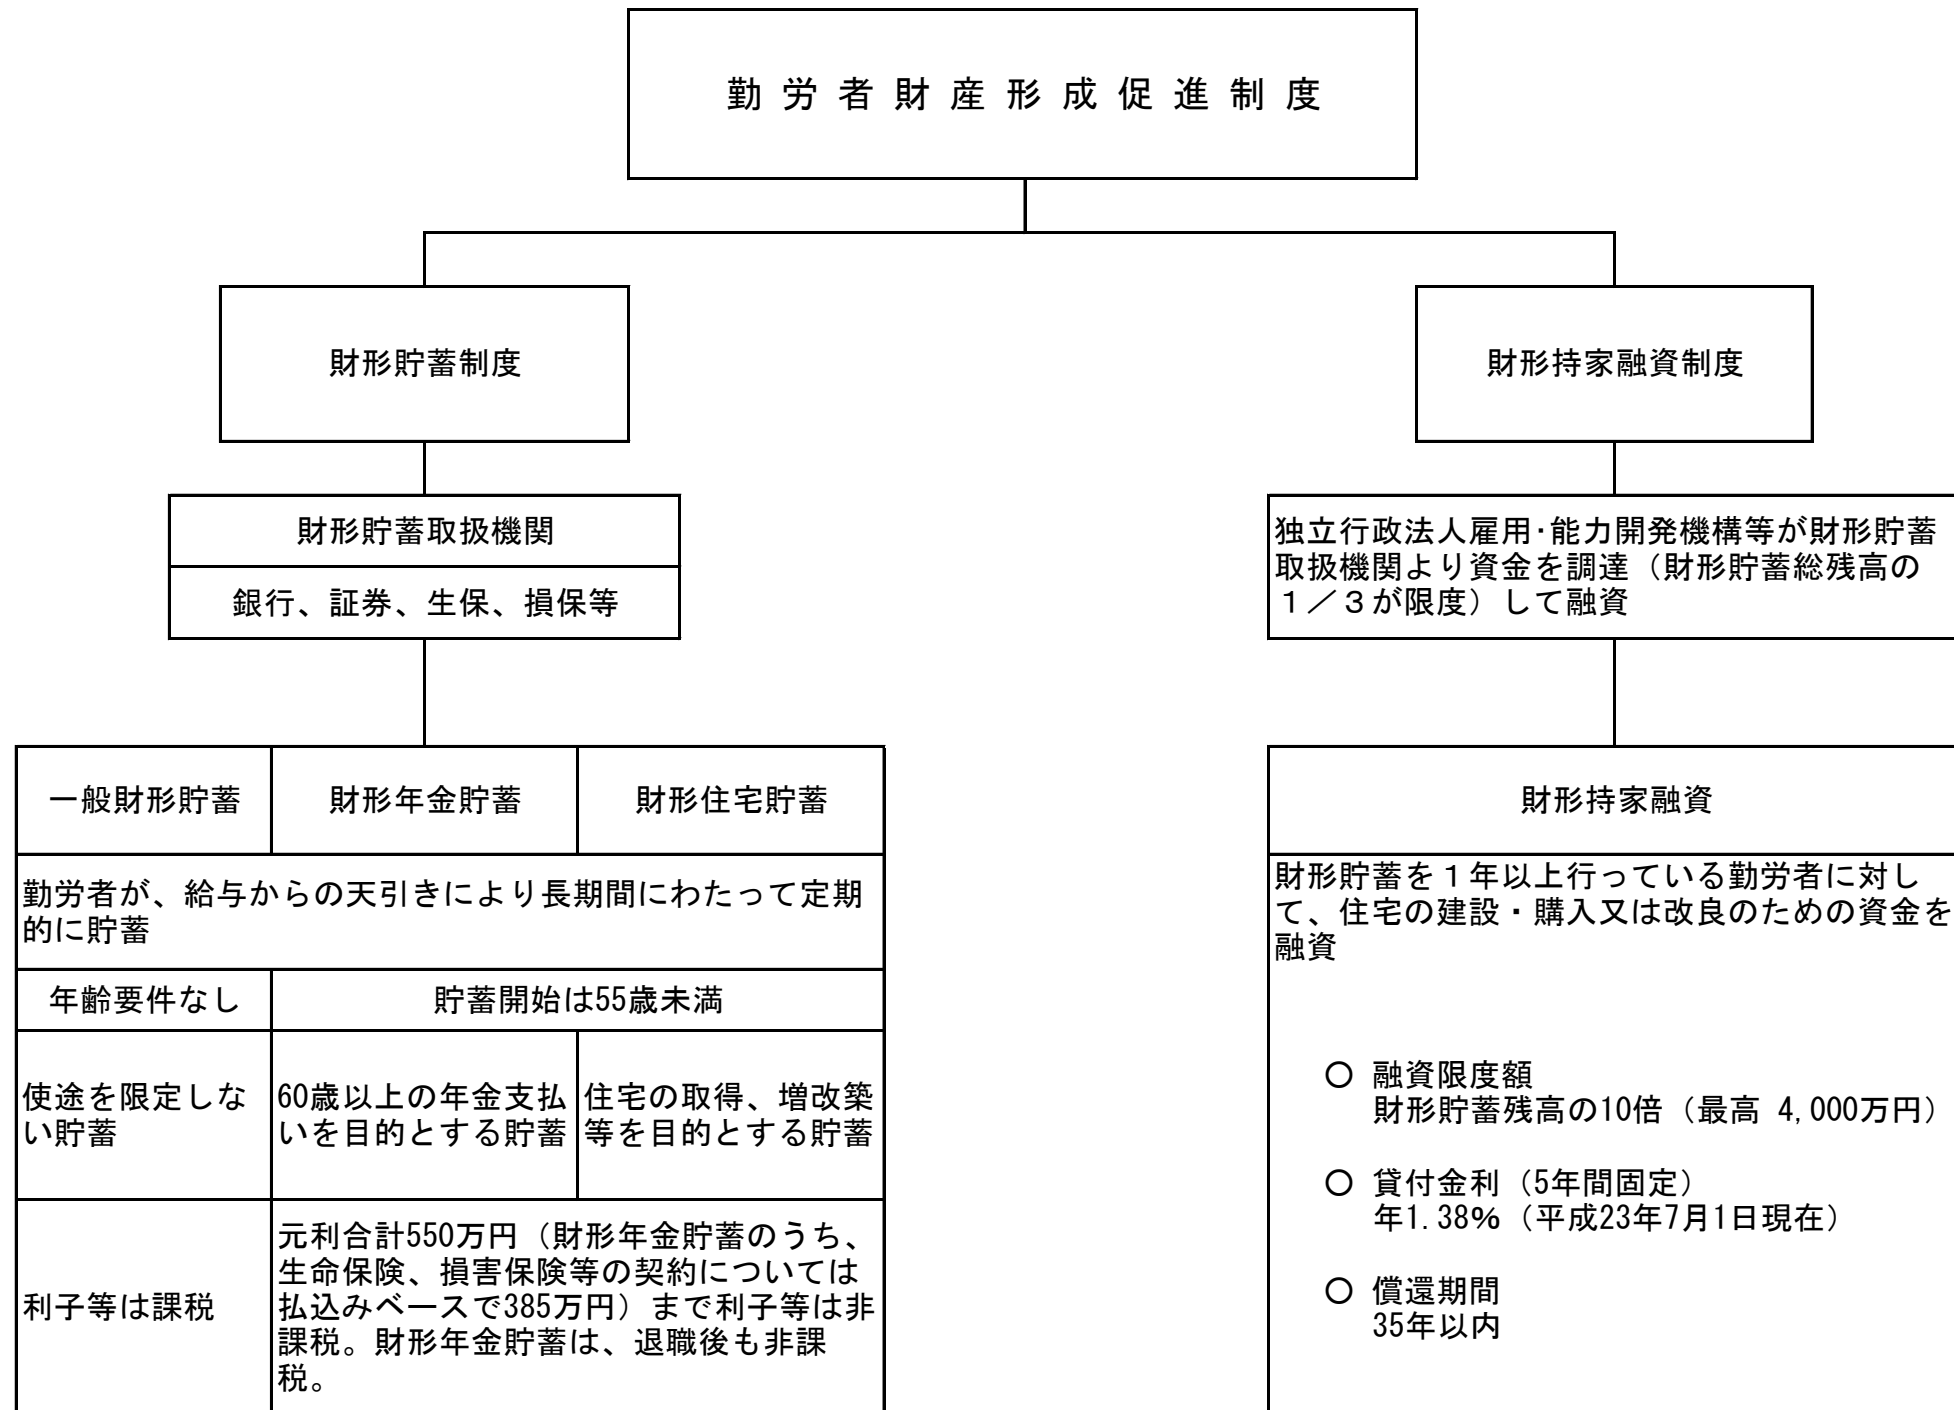 勤労者財産形成促進制度
財形貯蓄制度
財形持家融資制度
財形貯蓄取扱機関
銀行、証券、生保、損保等
独立行政法人雇用･能力開発機構等が財形貯蓄
取扱機関より資金を調達（財形貯蓄総残高の
１／３が限度）して融資
一般財形貯蓄
財形年金貯蓄
財形住宅貯蓄
勤労者が、給与からの天引きにより長期間にわたって定期
的に貯蓄
年齢要件なし
貯蓄開始は55歳未満
使途を限定しな
い貯蓄
60歳以上の年金支払
いを目的とする貯蓄
住宅の取得、増改築
等を目的とする貯蓄
利子等は課税
元利合計550万円（財形年金貯蓄のうち、
生命保険、損害保険等の契約については
払込みベースで385万円）まで利子等は非
課税。財形年金貯蓄は、退職後も非課
税。
財形持家融資
財形貯蓄を１年以上行っている勤労者に対し
て、住宅の建設・購入又は改良のための資金を
融資
○ 融資限度額
財形貯蓄残高の10倍（最高 4,000万円）
○ 貸付金利（5年間固定）
年1.38%（平成23年7月1日現在）
○ 償還期間
35年以内